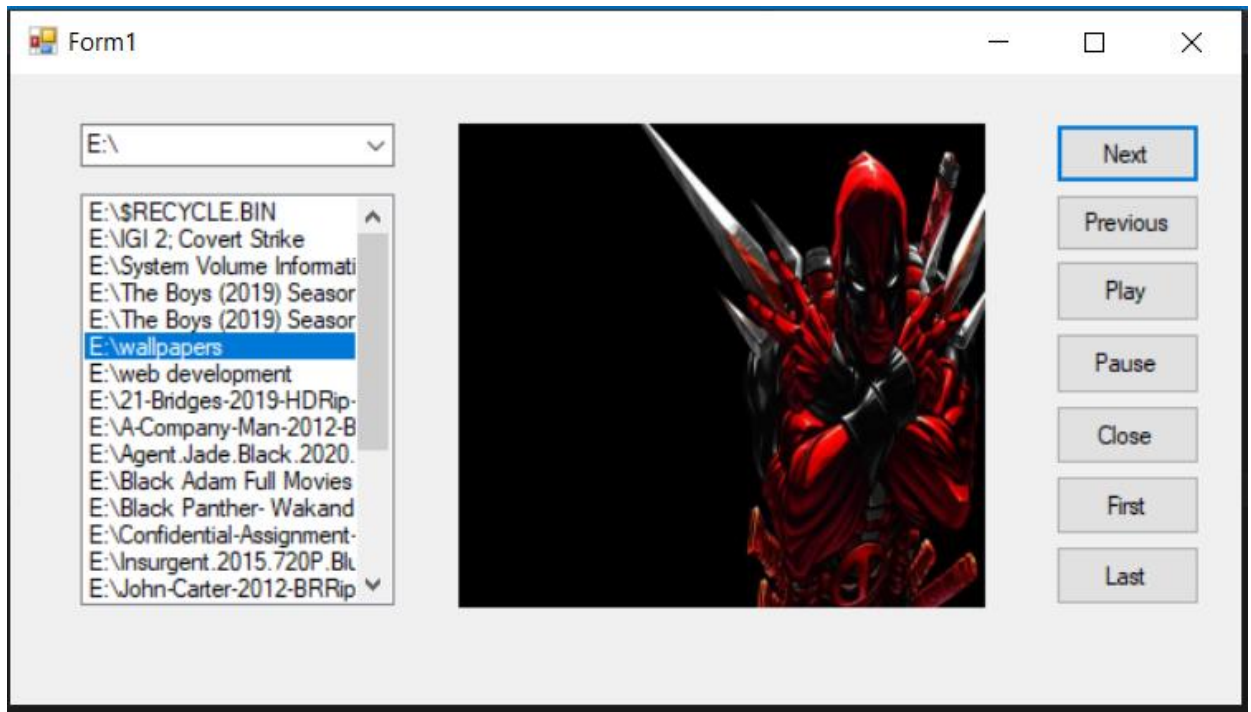 Form1
E:\
E:\$RECYCLE.BIN
E:\IGI 2; Covert Strike
E:\System Volume Informati
E:\The Boys (2019) Season
E:\The Boys (2019) Season
E:\wallpapers
E:\web development
E:\21-Bridges-2019-HDRip-
E:\A-Company-Man-2012-B
E:\Agent.Jade.Black.2020.
E:\Black Adam Full Movies
E:\Black Panther- Wakand
E:\Confidential-Assignment-
E:\Insurgent.2015.720P.Blu
E:\John-Carter-2012-BRRip
Next
Previous
Play
Pause
Close
First
Last